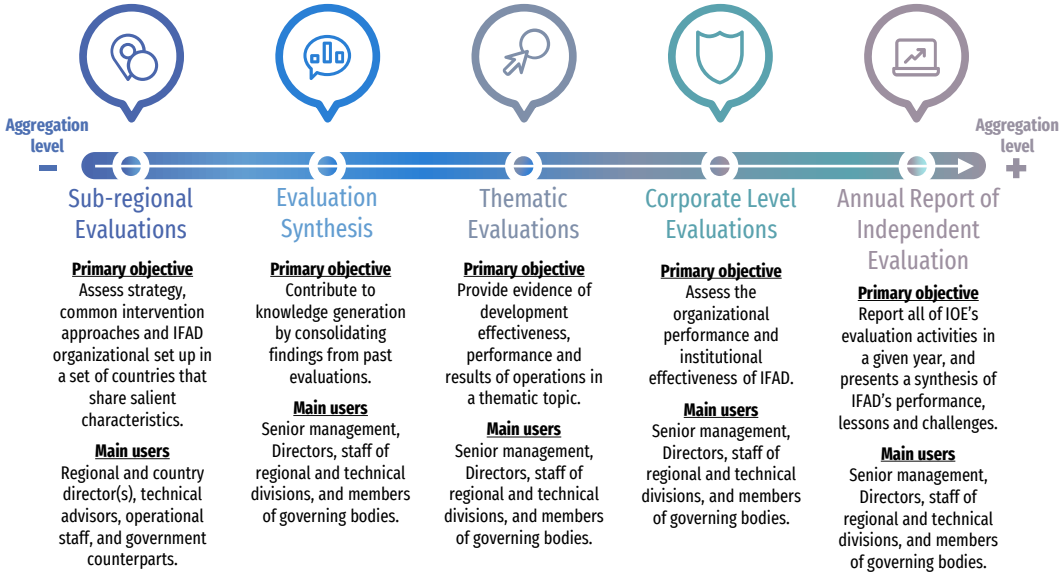 Aggregation
level
−
Aggregation
level
+
Sub-regional
Evaluations
Primary objective
Assess strategy,
common intervention
approaches and IFAD
organizational set up in
a set of countries that
share salient
characteristics.
Main users
Regional and country
director(s), technical
advisors, operational
staff, and government
counterparts.
Evaluation
Synthesis
Primary objective
Contribute to
knowledge generation
by consolidating
findings from past
evaluations.
Main users
Senior management,
Directors, staff of
regional and technical
divisions, and members
of governing bodies.
Thematic
Evaluations
Primary objective
Provide evidence of
development
effectiveness,
performance and
results of operations in
a thematic topic.
Main users
Senior management,
Directors, staff of
regional and technical
divisions, and members
of governing bodies.
Corporate Level
Evaluations
Primary objective
Assess the
organizational
performance and
institutional
effectiveness of IFAD.
Main users
Senior management,
Directors, staff of
regional and technical
divisions, and members
of governing bodies.
Annual Report of
Independent
Evaluation
Primary objective
Report all of IOE's
evaluation activities in
a given year, and
presents a synthesis of
IFAD's performance,
lessons and challenges.
Main users
Senior management,
Directors, staff of
regional and technical
divisions, and members
of governing bodies.